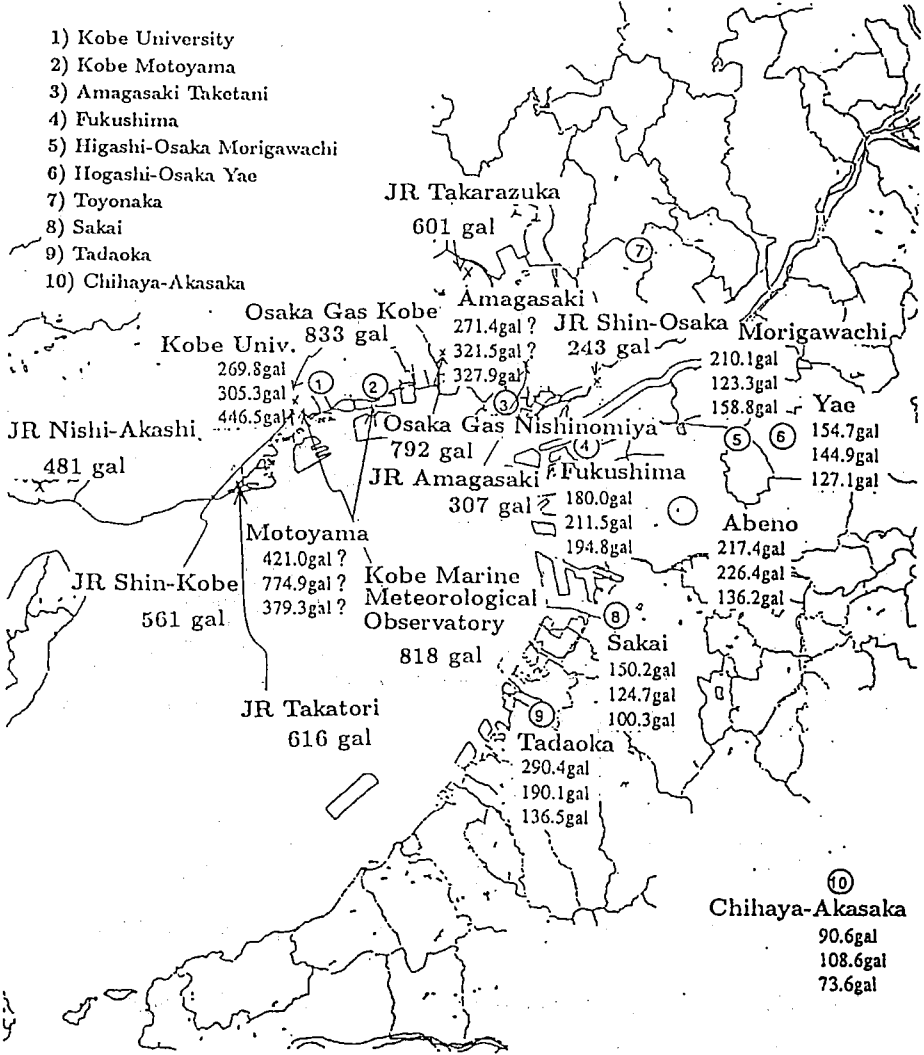 1) Kobe University
2) Kobe Motoyama
3) Amagasaki Taketani
4) Fukushima
5) Higashi-Osaka Morigawachi
6) Hogashi-Osaka Yae
7) Toyonaka
8) Sakai
9) Tadaoka
10) Chihaya-Akasaka
JR Takarazuka
601 gal
7
Osaka Gas Kobe
833 gal
Amagasaki
271.4gal ?
321.5gal ?
327.9gal
JR Shin-Osaka
243 gal
Morigawachi
210.1gal
123.3gal
158.8gal
Kobe Univ.
269.8gal
305.3gal
446.5gal
1
2
3
Yae
154.7gal
144.9gal
127.1gal
JR Nishi-Akashi
481 gal
Osaka Gas Nishinomiya
792 gal
4
5
6
JR Amagasaki
307 gal
Fukushima
180.0gal
211.5gal
194.8gal
Abeno
217.4gal
226.4gal
136.2gal
Motoyama
421.0gal ?
774.9gal ?
379.3gal ?
JR Shin-Kobe
561 gal
Kobe Marine
Meteorological
Observatory
818 gal
8
Sakai
150.2gal
124.7gal
100.3gal
JR Takatori
616 gal
9
Tadaoka
290.4gal
190.1gal
136.5gal
10
Chihaya-Akasaka
90.6gal
108.6gal
73.6gal